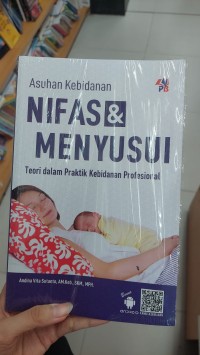 Asuhan Kebidanan
NIFAS &
MENYUSUI
Teori dalam Praktik Kebidanan Profesional